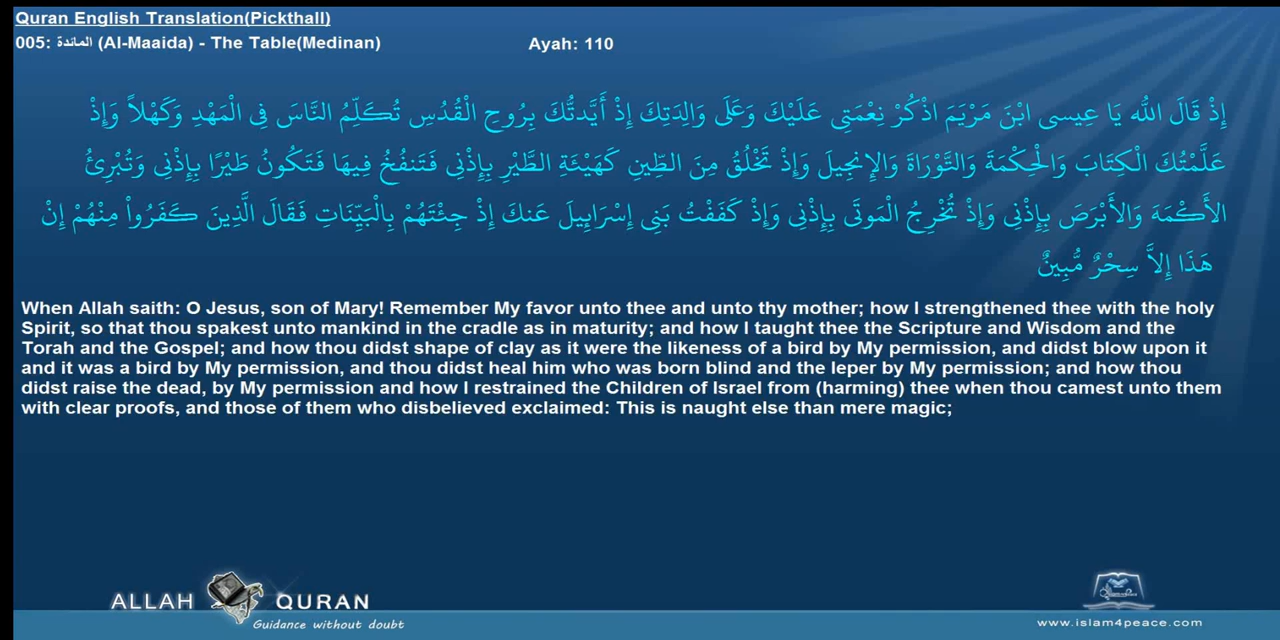 Quran English Translation(Pickthall)
005: المائدة (Al-Maaida) - The Table(Medinan)
Ayah: 110
إِذْ قَالَ اللّهُ يَا عِيسَى ابْنَ مَرْيَمَ اذْكُرْ نِعْمَتِي عَلَيْكَ وَعَلَى وَالِدَتِكَ إِذْ أَيَّدتُّكَ بِرُوحِ الْقُدُسِ تُكَلِّمُ النَّاسَ فِي الْمَهْدِ وَكَهْلاً وَإِذْ
عَلَّمْتُكَ الْكِتَابَ وَالْحِكْمَةَ وَالتَّوْرَاةَ وَالإِنجِيلَ وَإِذْ تَخْلُقُ مِنَ الطِّينِ كَهَيْئَةِ الطَّيْرِ بِإِذْنِي فَتَنفُخُ فِيهَا فَتَكُونُ طَيْرًا بِإِذْنِي وَتُبْرِئُ
الأَكْمَهَ وَالأَبْرَصَ بِإِذْنِي وَإِذْ تُخْرِجُ الْمَوتَى بِإِذْنِي وَإِذْ كَفَفْتُ بَنِي إِسْرَائِيلَ عَنكَ إِذْ جِئْتَهُمْ بِالْبَيِّنَاتِ فَقَالَ الَّذِينَ كَفَرُواْ مِنْهُمْ إِنْ
هَذَا إِلاَّ سِحْرٌ مُّبِينٌ
When Allah saith: O Jesus, son of Mary! Remember My favor unto thee and unto thy mother; how I strengthened thee with the holy
Spirit, so that thou spakest unto mankind in the cradle as in maturity; and how I taught thee the Scripture and Wisdom and the
Torah and the Gospel; and how thou didst shape of clay as it were the likeness of a bird by My permission, and didst blow upon it
and it was a bird by My permission, and thou didst heal him who was born blind and the leper by My permission; and how thou
didst raise the dead, by My permission and how I restrained the Children of Israel from (harming) thee when thou camest unto them
with clear proofs, and those of them who disbelieved exclaimed: This is naught else than mere magic;
ALLAH QURAN
Guidance without doubt
www.islam4peace.com